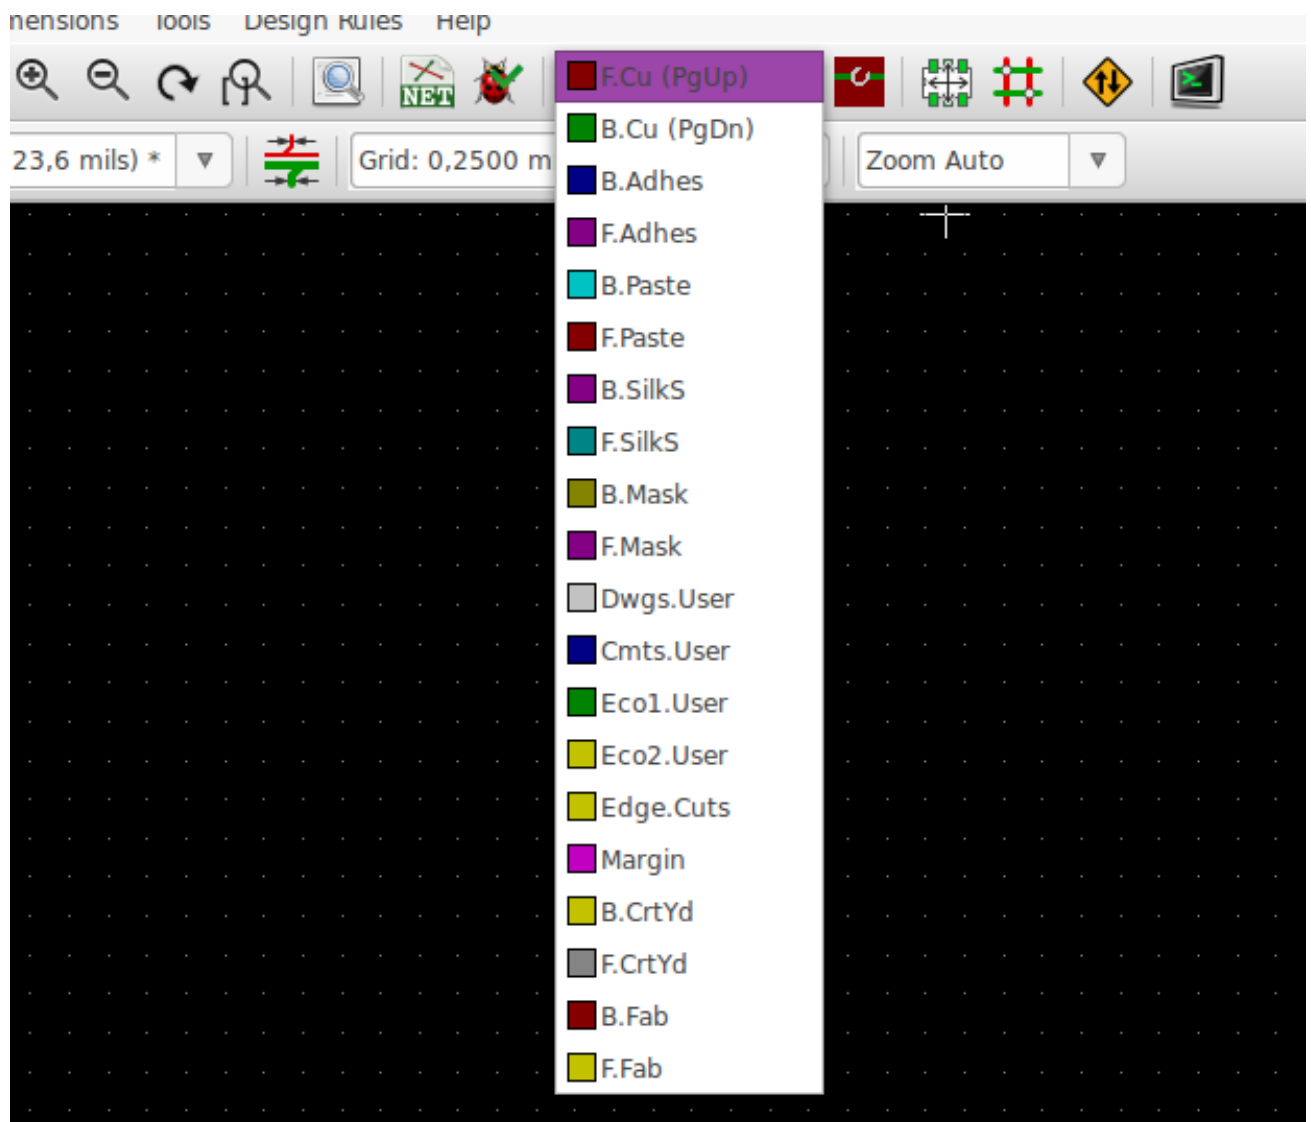 mensions Tools Design Rules Help
NET
F.Cu (PgUp)
B.Cu (PgDn)
23,6 mils) *
Grid: 0,2500 m
Zoom Auto
B.Adhes
F.Adhes
B.Paste
F.Paste
B.SilkS
F.SilkS
B.Mask
F.Mask
Dwgs.User
Cmts.User
Eco1.User
Eco2.User
Edge.Cuts
Margin
B.CrtYd
F.CrtYd
B.Fab
F.Fab